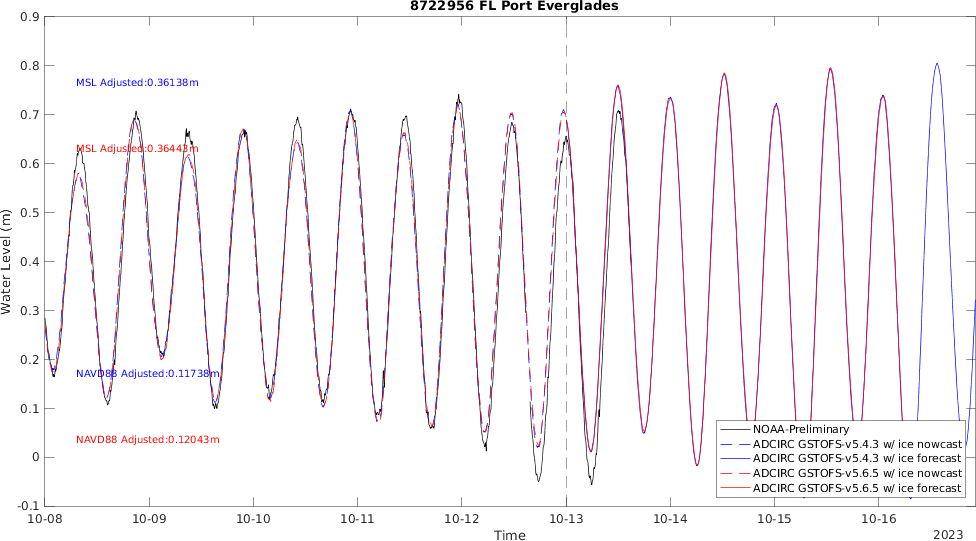 8722956 FL Port Everglades
0.9
0.8
0.7
0.6
0.5
0.4
0.3
0.2
0.1
0
-0.1
Water Level (m)
MSL Adjusted:0.36138m
MSL Adjusted:0.36443m
NAVD88 Adjusted:0.11738m
NAVD88 Adjusted:0.12043m
NOAA-Preliminary
ADCIRC GSTOFS-v5.4.3 w/ ice nowcast
ADCIRC GSTOFS-v5.4.3 w/ ice forecast
ADCIRC GSTOFS-v5.6.5 w/ ice nowcast
ADCIRC GSTOFS-v5.6.5 w/ ice forecast
10-08 10-09 10-10 10-11 10-12 10-13 10-14 10-15 10-16
Time
2023